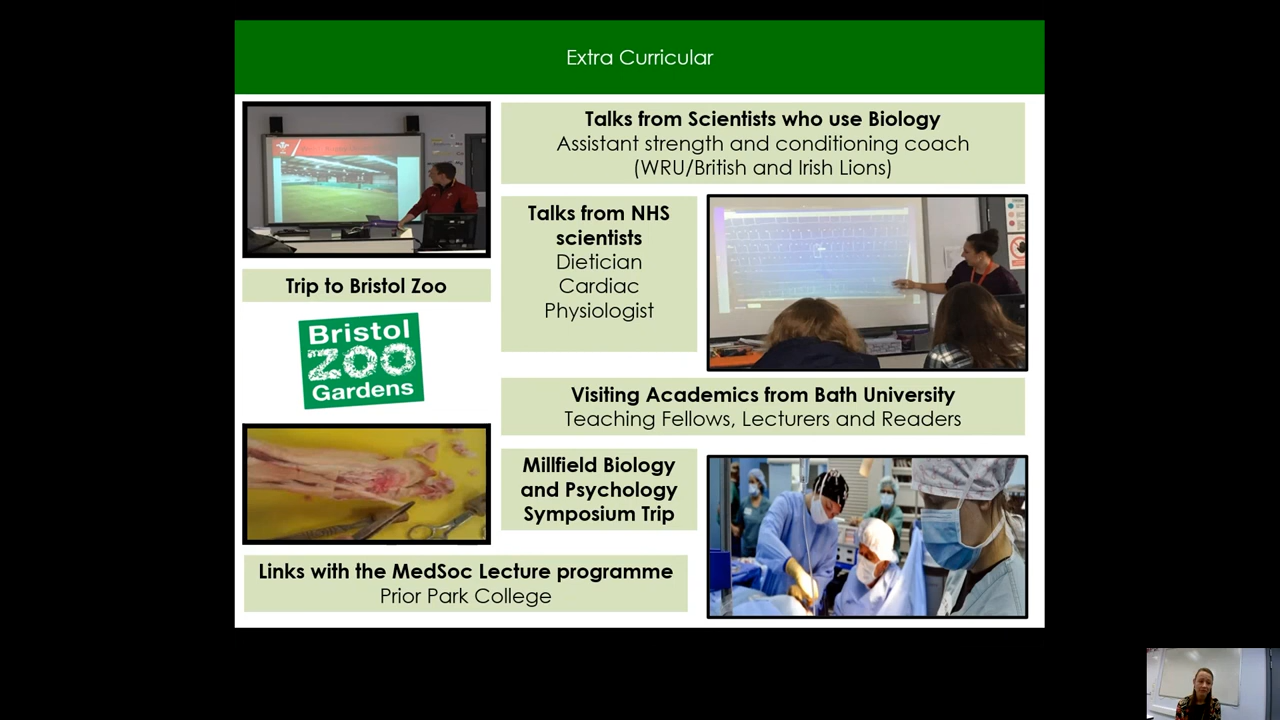 Extra Curricular
Talks from Scientists who use Biology
Assistant strength and conditioning coach
(WRU/British and Irish Lions)
Talks from NHS
scientists
Dietician
Cardiac
Physiologist
Trip to Bristol Zoo
Bristol
ZOO
Gardens
Visiting Academics from Bath University
Teaching Fellows, Lecturers and Readers
Millfield Biology
and Psychology
Symposium Trip
Links with the MedSoc Lecture programme
Prior Park College